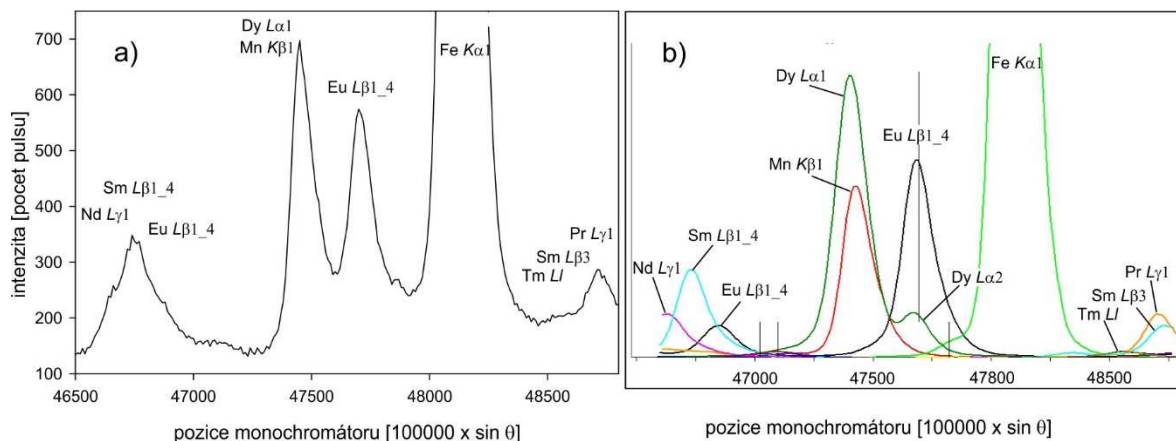 a)
700
600
500
400
300
200
100
intenzita [pocet pulsu]
Dy Lα1
Mn Kβ1
Eu Lβ1_4
Fe Kα1
Sm Lβ1_4
Nd Lγ1
Eu Lβ1_4
Pr Lγ1
Sm Lβ3
Tm Ll
46500 47000 47500 48000 48500
pozice monochromátoru [100000 x sin θ]
b)
Dy Lα1
Fe Kα1
Eu Lβ1_4
Mn Kβ1
Sm Lβ1_4
Nd Lγ1
Eu Lβ1_4
Dy Lα2
Pr Lγ1
Sm Lβ3
Tm Ll
47000 47500 47800 48500
pozice monochromátoru [100000 x sin θ]